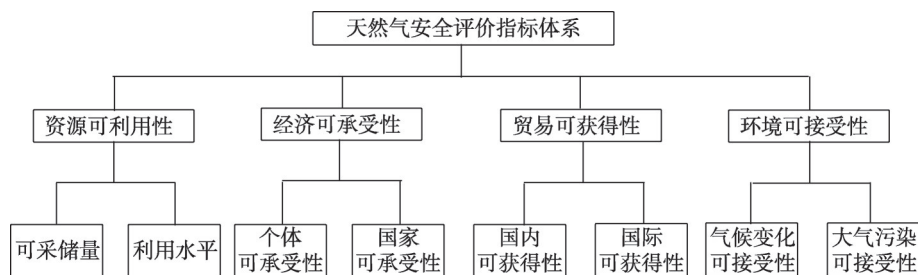 天然气安全评价指标体系
资源可利用性
经济可承受性
贸易可获得性
环境可接受性
可采储量
利用水平
个体
可承受性
国家
可承受性
国内
可获得性
国际
可获得性
气候变化
可接受性
大气污染
可接受性